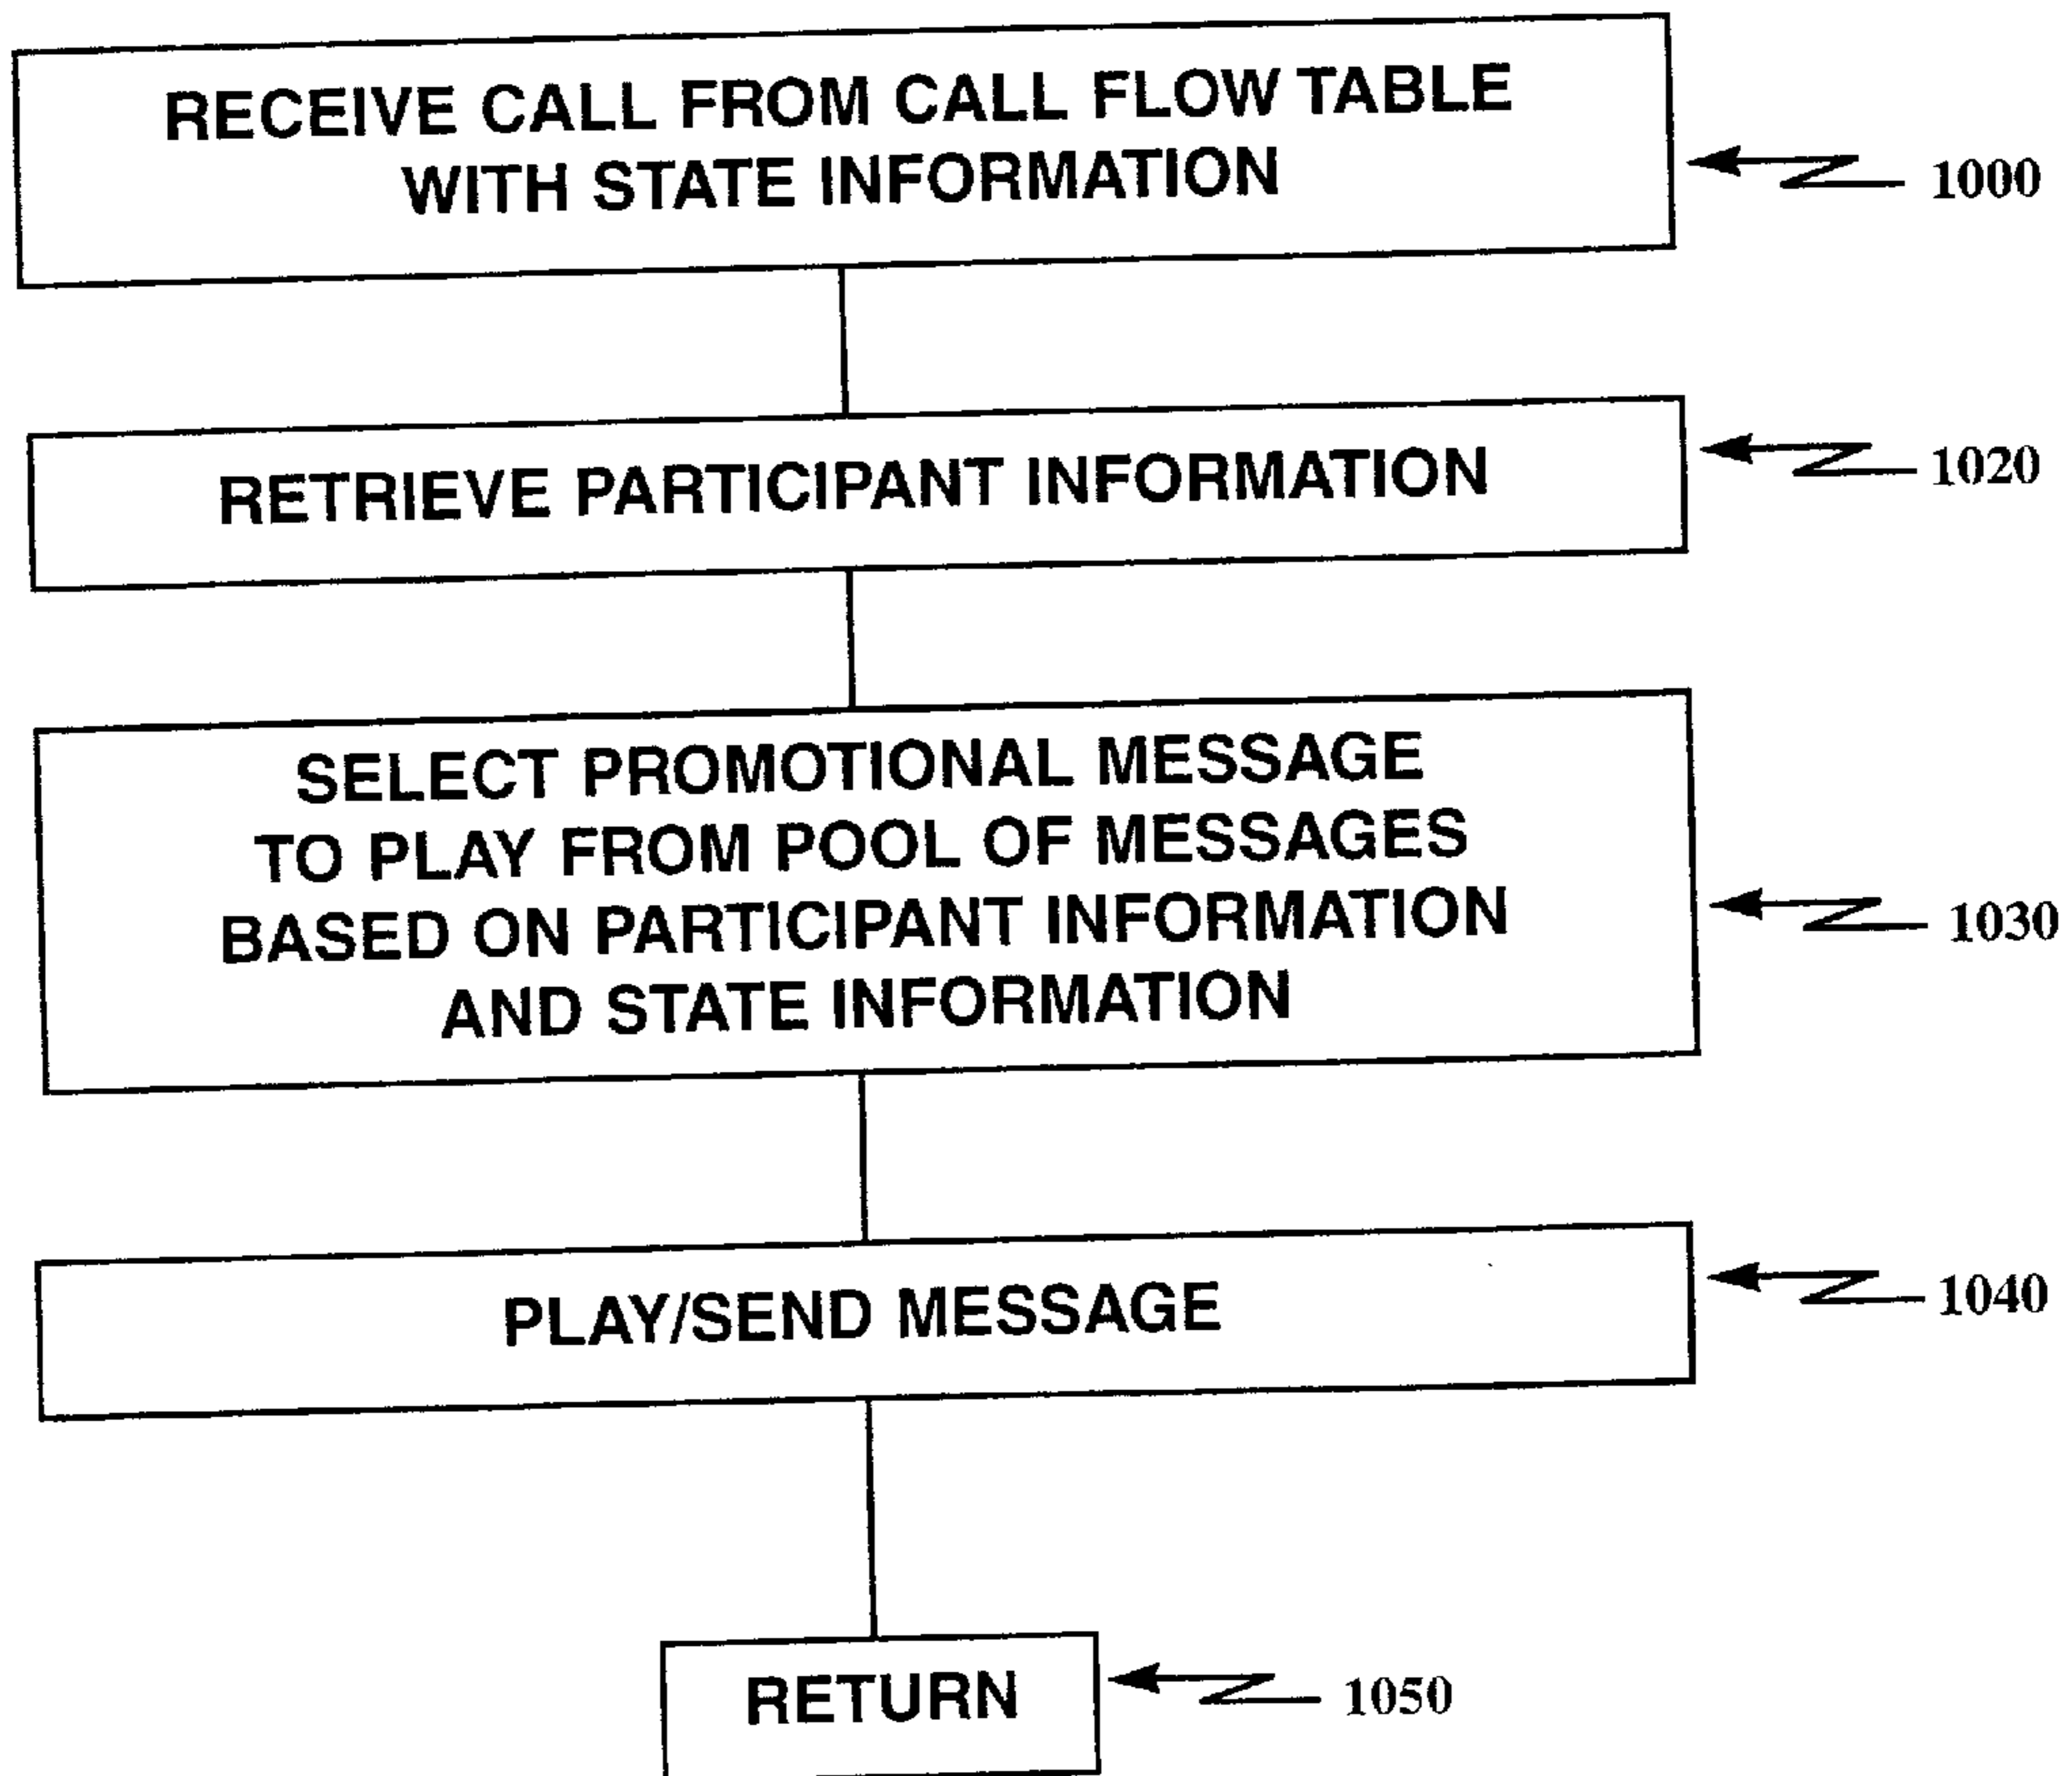 RECEIVE CALL FROM CALL FLOW TABLE
WITH STATE INFORMATION
1000
RETRIEVE PARTICIPANT INFORMATION
1020
SELECT PROMOTIONAL MESSAGE
TO PLAY FROM POOL OF MESSAGES
BASED ON PARTICIPANT INFORMATION
AND STATE INFORMATION
1030
PLAY/SEND MESSAGE
1040
RETURN
1050